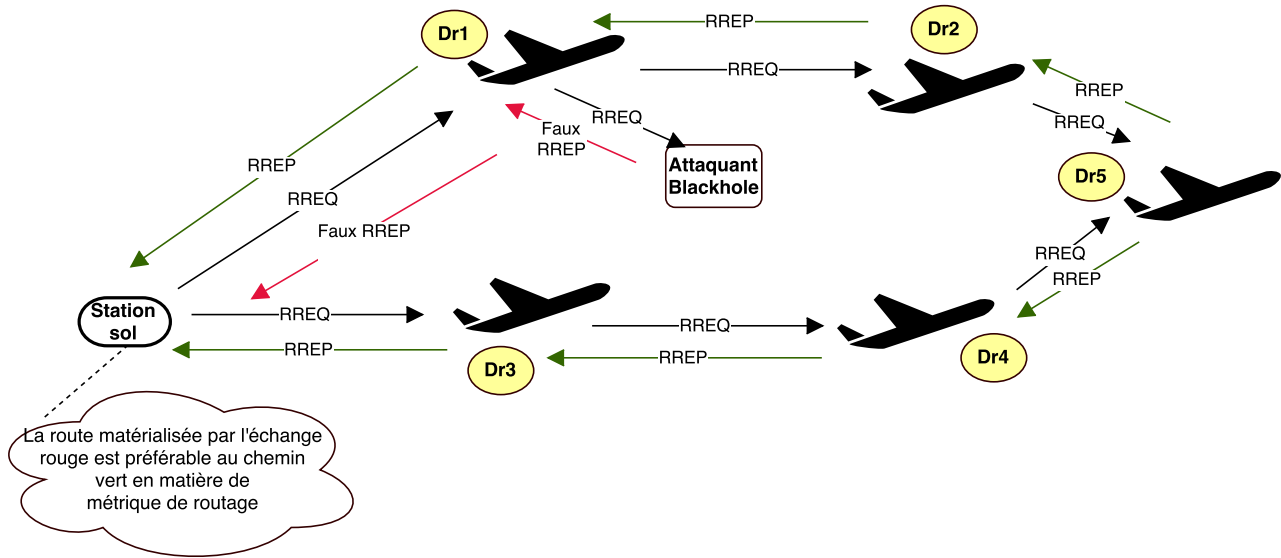 Dr1
RREP
Dr2
RREQ
RREP
RREQ
RREQ
Faux
RREP
Attaquant
Blackhole
RREP
RREQ
Dr5
Faux RREP
RREQ
RREP
Station
sol
RREQ
RREP
RREQ
RREP
Dr3
Dr4
La route matérialisée par l'échange
rouge est préférable au chemin
vert en matière de
métrique de routage